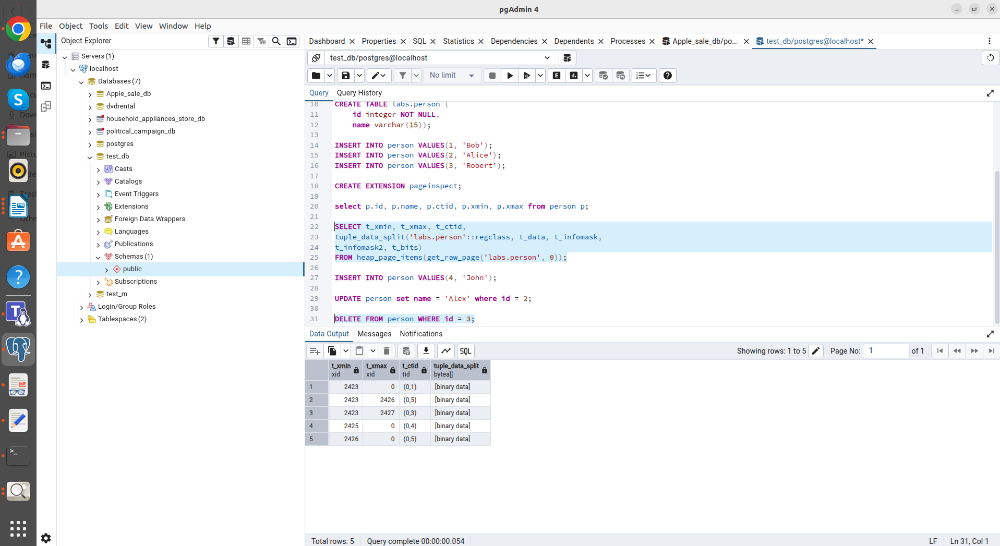 pgAdmin 4
File Object Tools Edit View Window Help
Object Explorer
Servers (1)
localhost
Databases (7)
Apple_sale_db
dvdrental
household_appliances_store_db
political_campaign_db
postgres
test_db
Casts
Catalogs
Event Triggers
Extensions
Foreign Data Wrappers
Languages
Publications
Schemas (1)
public
Subscriptions
test_m
Login/Group Roles
Tablespaces (2)
Dashboard Properties SQL Statistics Dependencies Dependents Processes Apple_sale_db/po... test_db/postgres@localhost*
test_db/postgres@localhost
No limit
E
Query Query History
10 CREATE TABLE labs.person (
11 id integer NOT NULL,
12 name varchar(15));
13
14 INSERT INTO person VALUES(1, 'Bob');
15 INSERT INTO person VALUES(2, 'Alice');
16 INSERT INTO person VALUES(3, 'Robert');
17
18 CREATE EXTENSION pageinspect;
19
20 select p.id, p.name, p.ctid, p.xmin, p.xmax from person p;
21
22 SELECT t_xmin, t_xmax, t_ctid,
23 tuple_data_split('labs.person'::regclass, t_data, t_infomask,
24 t_infomask2, t_bits)
25 FROM heap_page_items(get_raw_page('labs.person', 0));
26
27 INSERT INTO person VALUES(4, 'John');
28
29 UPDATE person set name = 'Alex' where id = 2;
30
31 DELETE FROM person WHERE id = 3;
Data Output Messages Notifications
SQL
Showing rows: 1 to 5 Page No: 1 of 1
t_xmin t_xmax t_ctid tuple_data_split
xid xid tid bytea[]
1 2423 0 (0,1) [binary data]
2 2423 2426 (0,5) [binary data]
3 2423 2427 (0,3) [binary data]
4 2425 0 (0,4) [binary data]
5 2426 0 (0,5) [binary data]
Total rows: 5 Query complete 00:00:00.054 LF Ln 31, Col 1